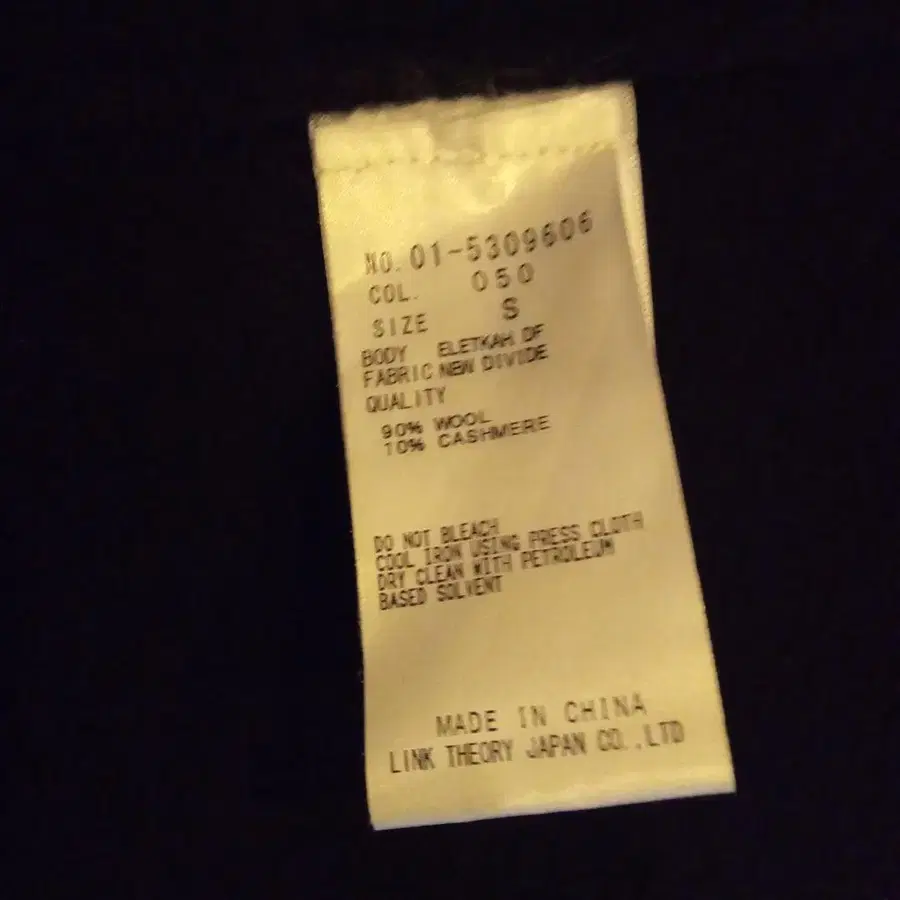 NO. 01-5309606
COL. 050
SIZE S
BODY ELETKAH DF
FABRIC NEW DIVIDE
QUALITY
90% WOOL
10% CASHMERE
DO NOT BLEACH
COOL IRON USING PRESS CLOTH
DRY CLEAN WITH PETROLEUM
BASED SOLVENT
MADE IN CHINA
LINK THEORY JAPAN CO.,LTD